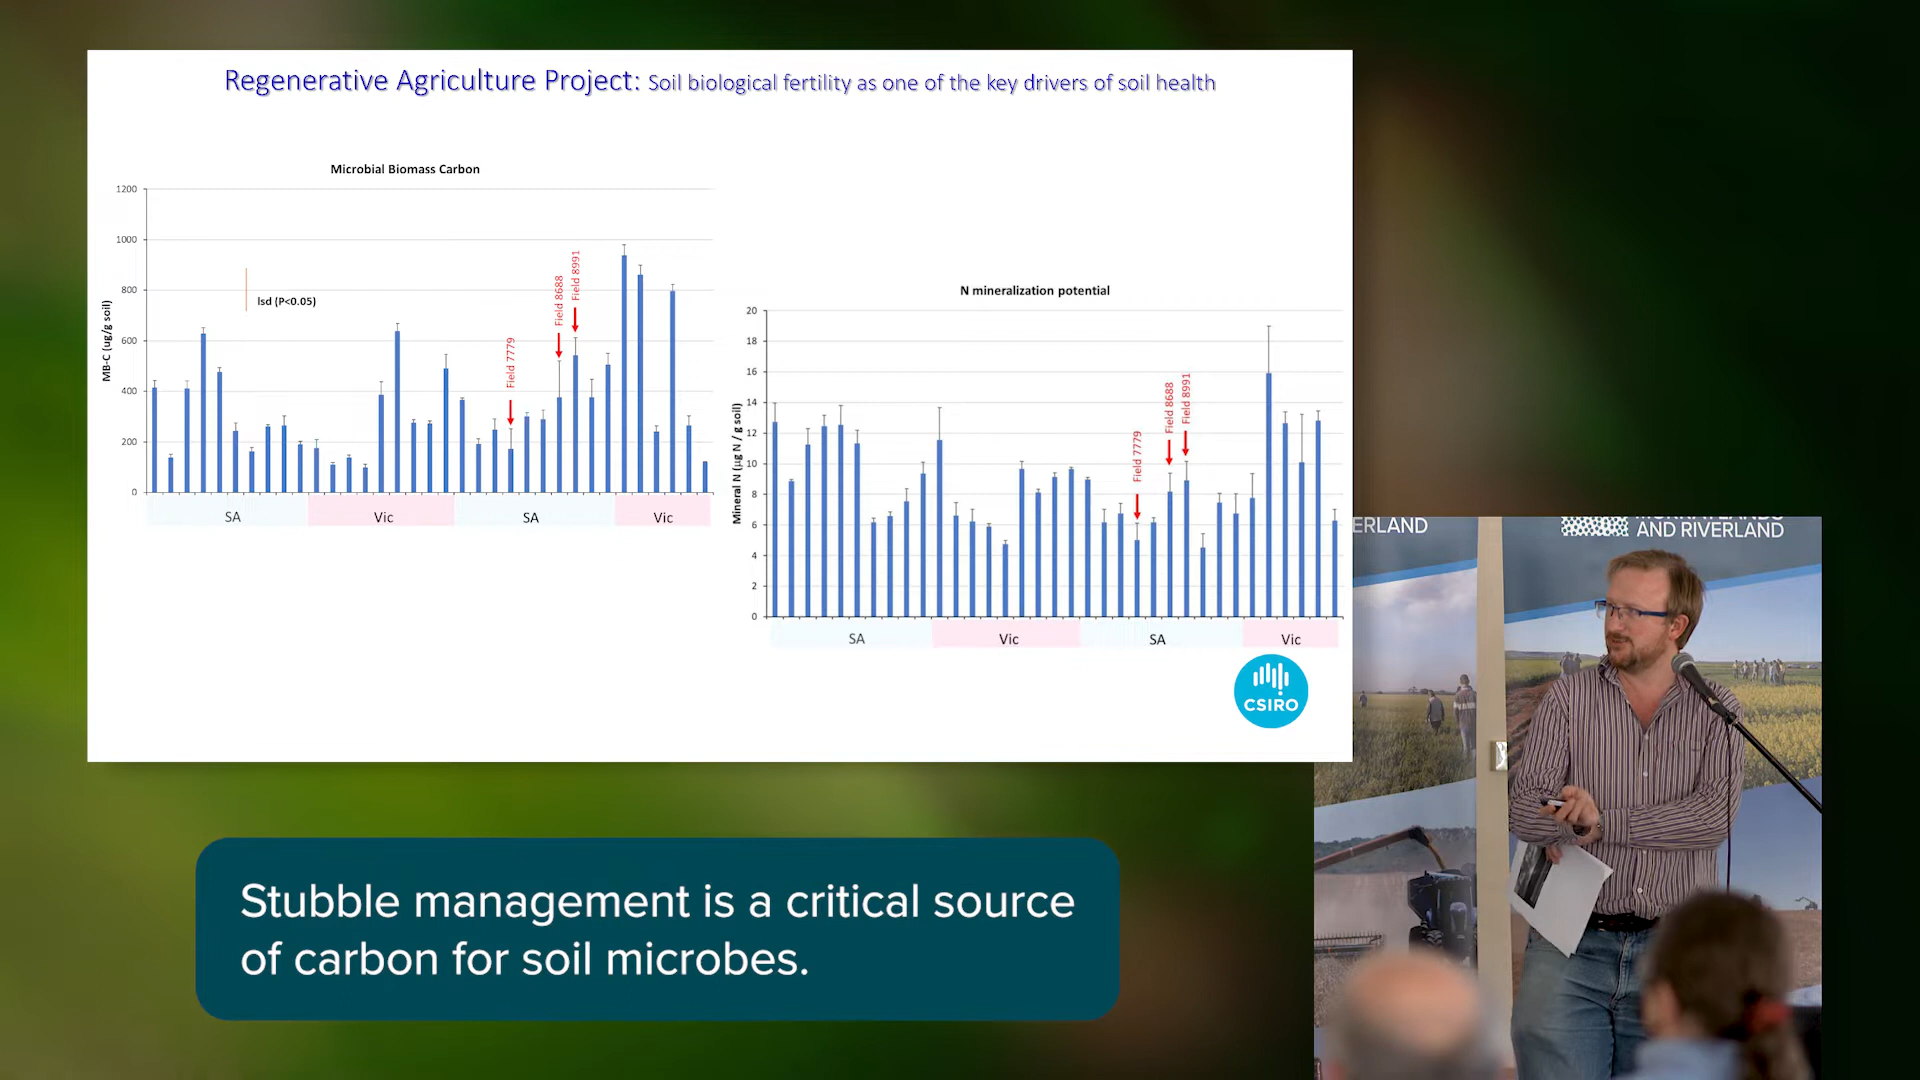 Regenerative Agriculture Project: Soil biological fertility as one of the key drivers of soil health
Microbial Biomass Carbon
1200
1000
800
600
400
200
0
MB-C (ug/g soil)
lsd (P<0.05)
Field 7779
Field 8688
Field 8991
SA
Vic
SA
Vic
N mineralization potential
20
18
16
14
12
10
8
6
4
2
0
Mineral N (µg N / g soil)
Field 7779
Field 8688
Field 8991
SA
Vic
SA
Vic
CSIRO
ERLAND
AND RIVERLAND
Stubble management is a critical source
of carbon for soil microbes.